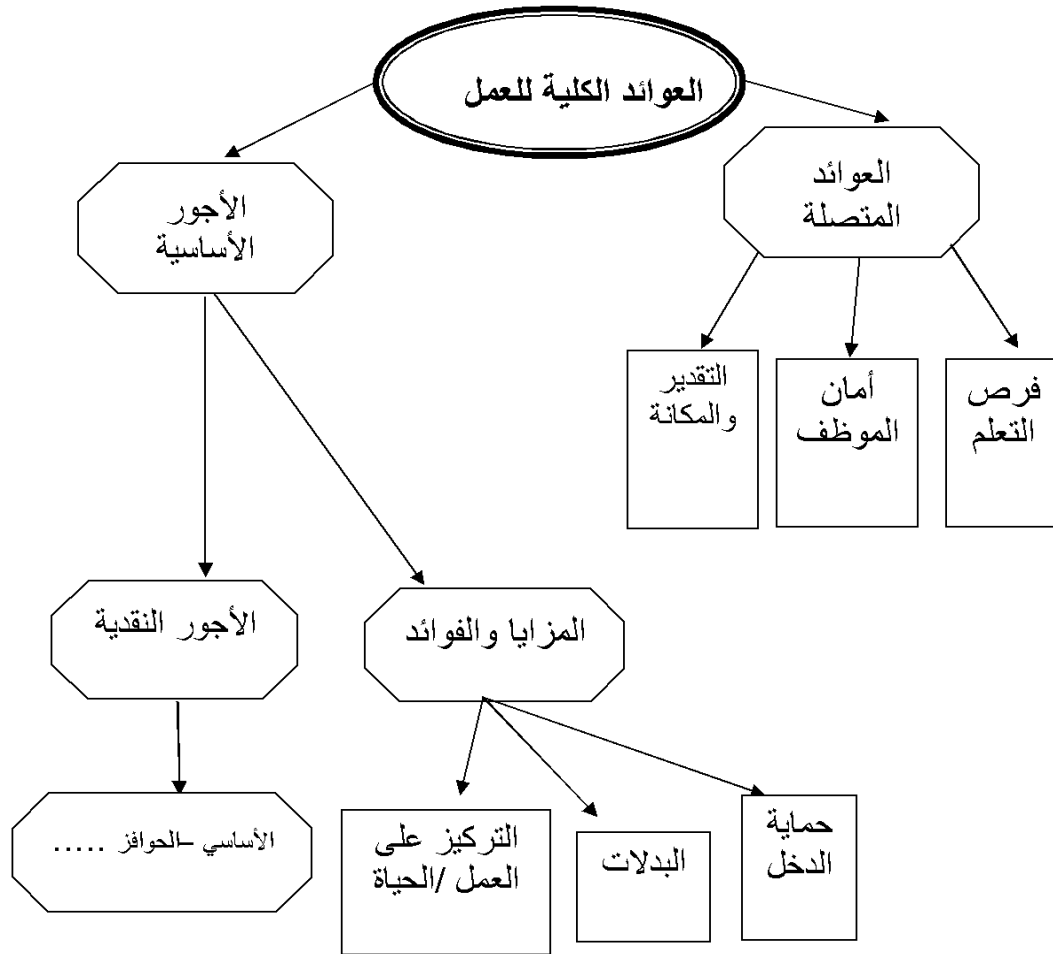 العوائد الكلية للعمل
العوائد
المتصلة
الأجور
الأساسية
فرص
التعلم
أمان
الموظف
التقدير
والمكانة
المزايا والفوائد
الأجور النقدية
حماية
الدخل
البدلات
التركيز على
العمل /الحياة
الأساسي –الحوافز .....